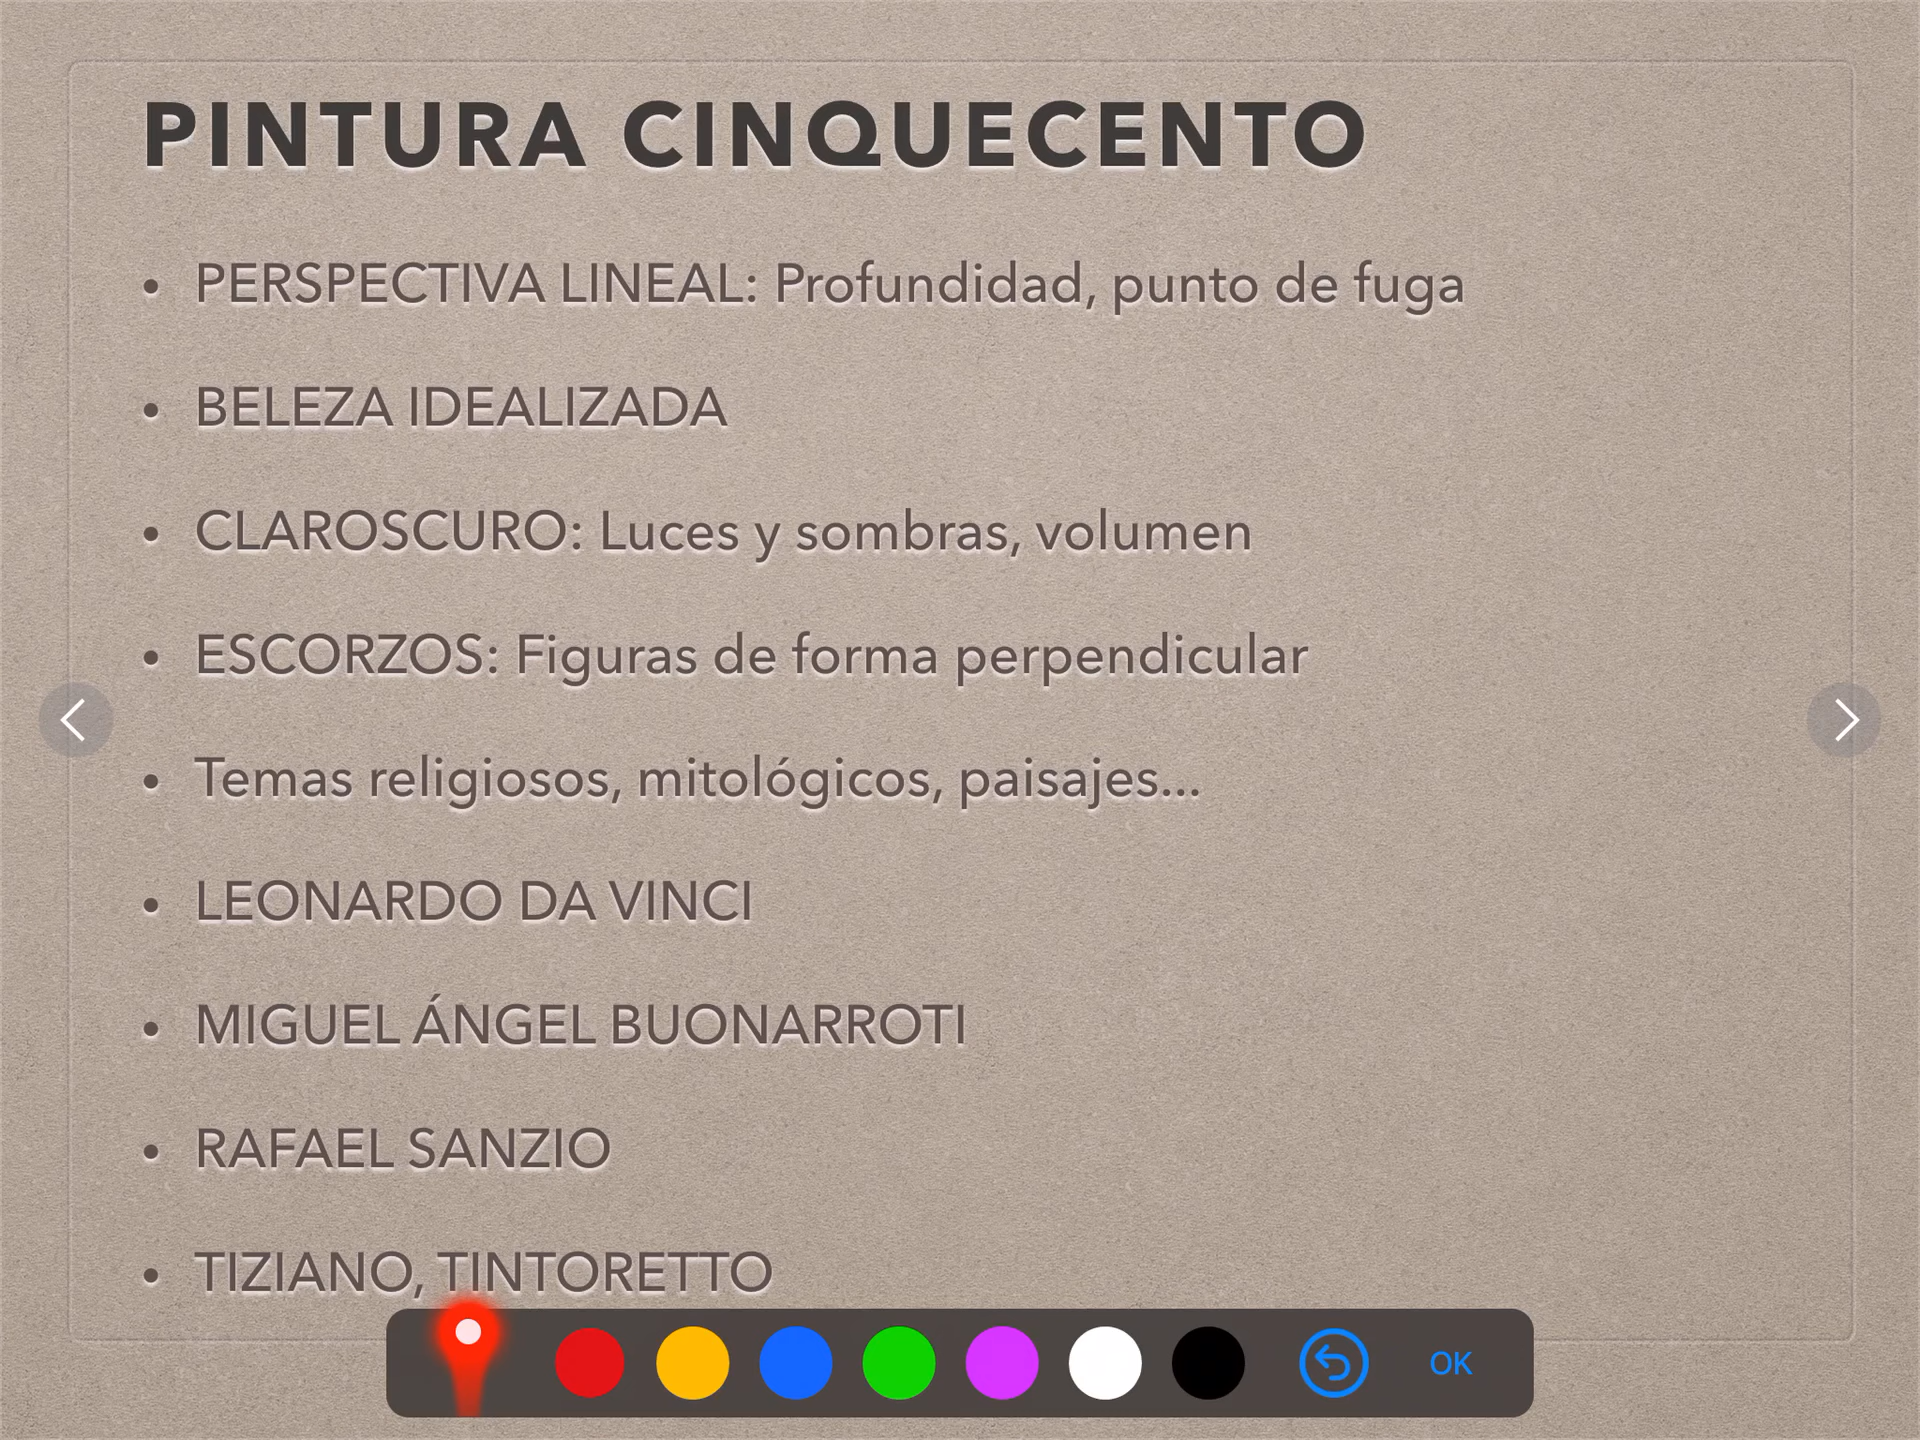 PINTURA CINQUECENTO
• PERSPECTIVA LINEAL: Profundidad, punto de fuga
• BELEZA IDEALIZADA
• CLAROSCURO: Luces y sombras, volumen
• ESCORZOS: Figuras de forma perpendicular
• Temas religiosos, mitológicos, paisajes...
• LEONARDO DA VINCI
• MIGUEL ÁNGEL BUONARROTI
• RAFAEL SANZIO
• TIZIANO, TINTORETTO
OK